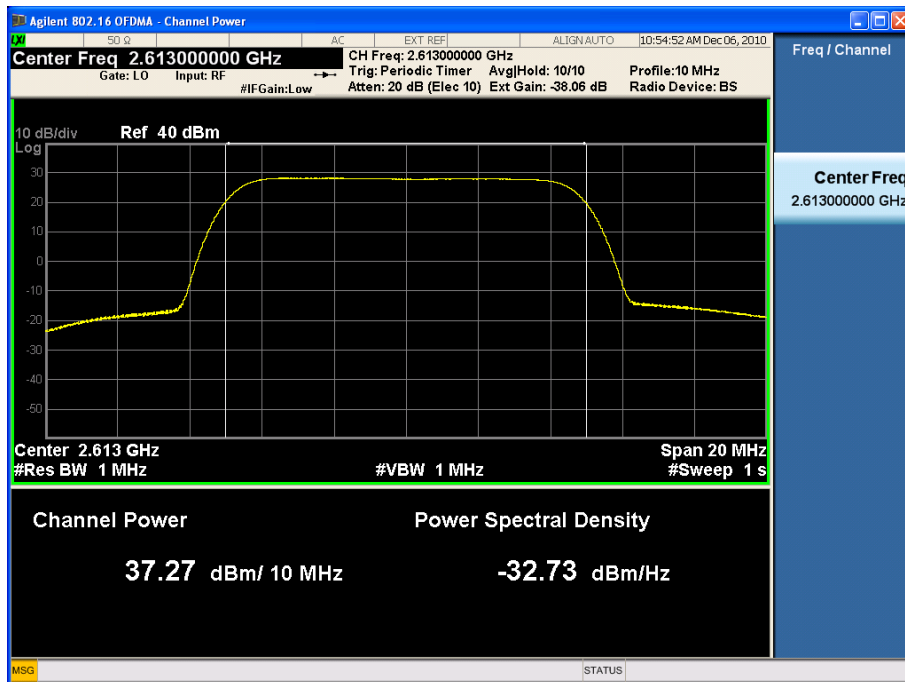 Agilent 802.16 OFDMA - Channel Power
LXI 50 Ω AC EXT REF ALIGN AUTO 10:54:52 AM Dec 06, 2010
Center Freq 2.613000000 GHz
Gate: LO Input: RF
#IFGain:Low
CH Freq: 2.613000000 GHz
Trig: Periodic Timer Avg|Hold: 10/10
Atten: 20 dB (Elec 10) Ext Gain: -38.06 dB
Profile:10 MHz
Radio Device: BS
Freq / Channel
Center Freq
2.613000000 GHz
10 dB/div Ref 40 dBm
Log
30
20
10
0
-10
-20
-30
-40
-50
Center 2.613 GHz Span 20 MHz
#Res BW 1 MHz #VBW 1 MHz #Sweep 1 s
Channel Power Power Spectral Density
37.27 dBm/ 10 MHz -32.73 dBm/Hz
MSG STATUS